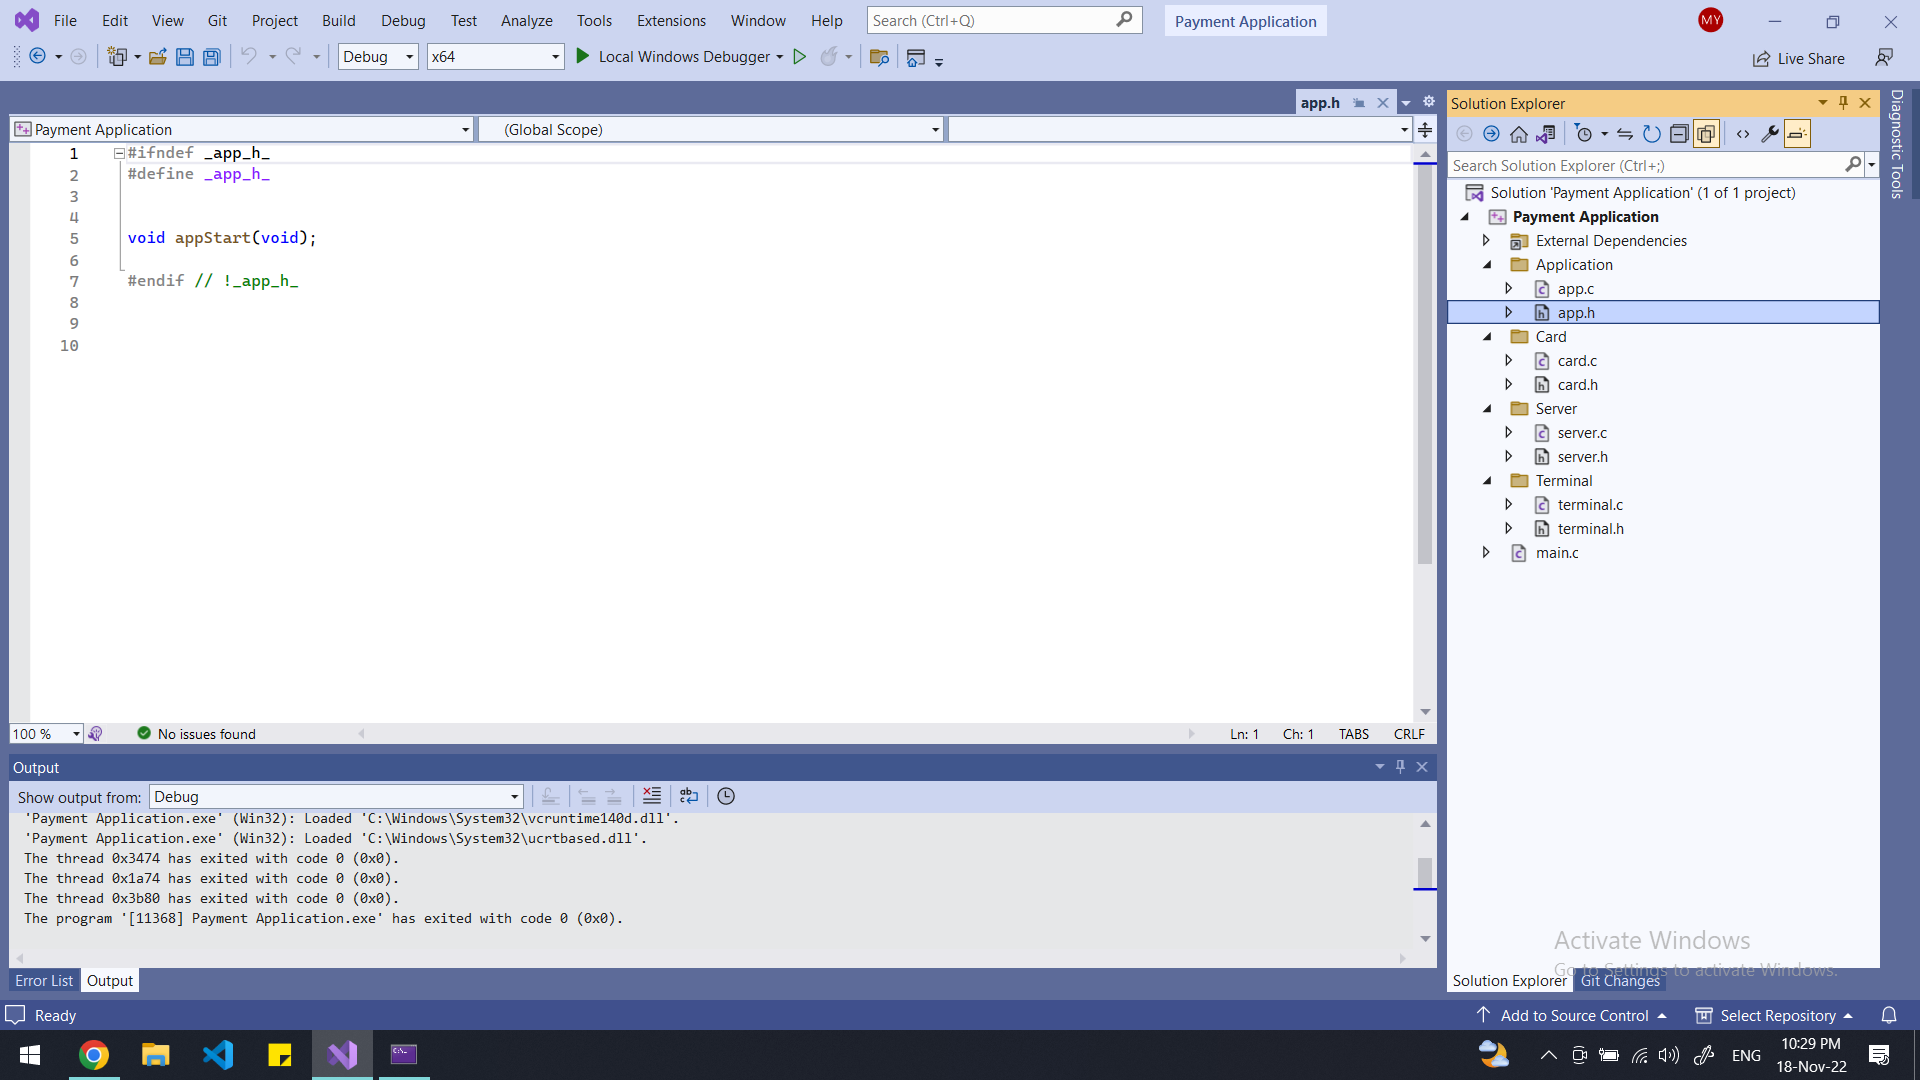 File Edit View Git Project Build Debug Test Analyze Tools Extensions Window Help Search (Ctrl+Q) Payment Application MY
Debug x64 Local Windows Debugger Live Share
app.h
Payment Application (Global Scope)
1 #ifndef _app_h_
2 #define _app_h_
3
4
5 void appStart(void);
6
7 #endif // !_app_h_
8
9
10
100 % No issues found Ln: 1 Ch: 1 TABS CRLF
Output
Show output from: Debug
'Payment Application.exe' (Win32): Loaded 'C:\Windows\System32\vcruntime140d.dll'.
'Payment Application.exe' (Win32): Loaded 'C:\Windows\System32\ucrtbased.dll'.
The thread 0x3474 has exited with code 0 (0x0).
The thread 0x1a74 has exited with code 0 (0x0).
The thread 0x3b80 has exited with code 0 (0x0).
The program '[11368] Payment Application.exe' has exited with code 0 (0x0).
Error List Output
Solution Explorer
Search Solution Explorer (Ctrl+;)
Solution 'Payment Application' (1 of 1 project)
Payment Application
External Dependencies
Application
app.c
app.h
Card
card.c
card.h
Server
server.c
server.h
Terminal
terminal.c
terminal.h
main.c
Activate Windows
Go to Settings to activate Windows.
Solution Explorer Git Changes
Diagnostic Tools
Ready Add to Source Control Select Repository
ENG 10:29 PM
18-Nov-22